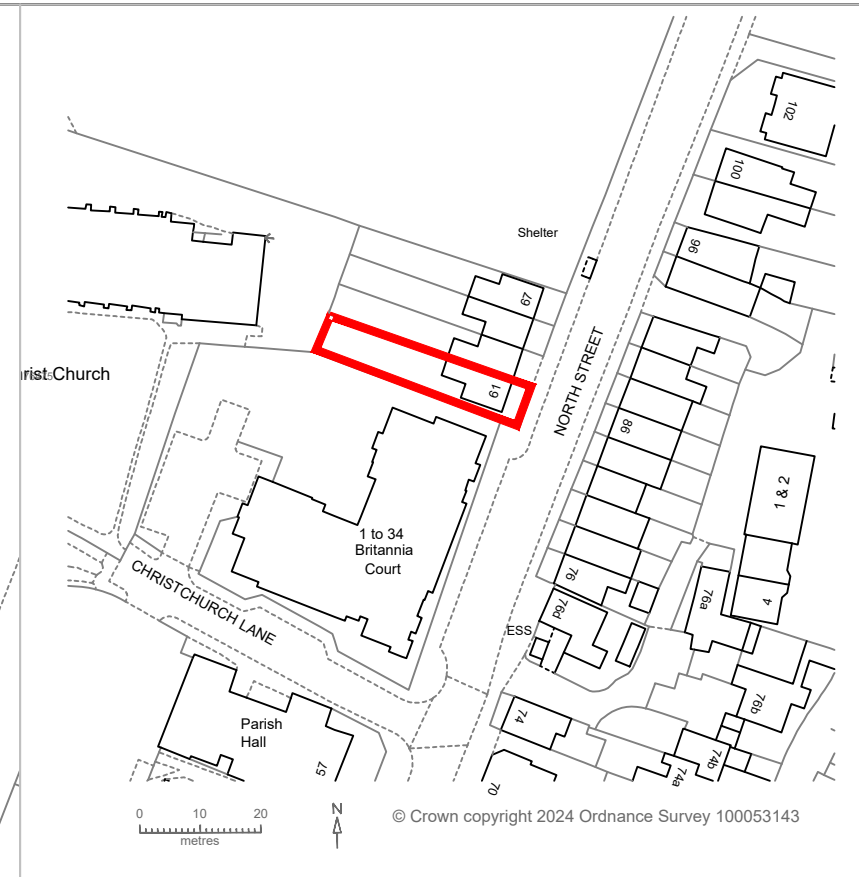 102
100
96
Shelter
67
NORTH STREET
rist Church
61
86
1 & 2
1 to 34
Britannia
Court
CHRISTCHURCH LANE
76
76a
4
76d
ESS
76b
74
Parish
Hall
57
74b
74a
70
0 10 20
metres
N
© Crown copyright 2024 Ordnance Survey 100053143